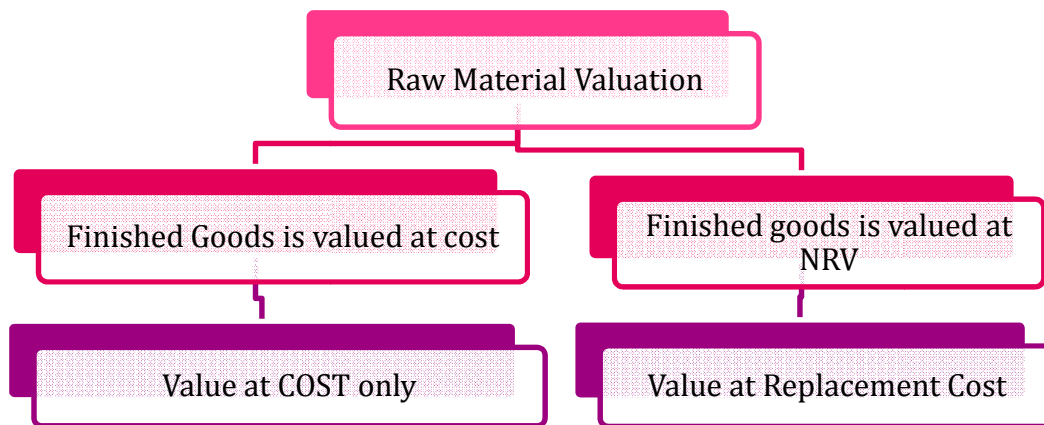 Raw Material Valuation
Finished Goods is valued at cost
Finished goods is valued at
NRV
Value at COST only
Value at Replacement Cost